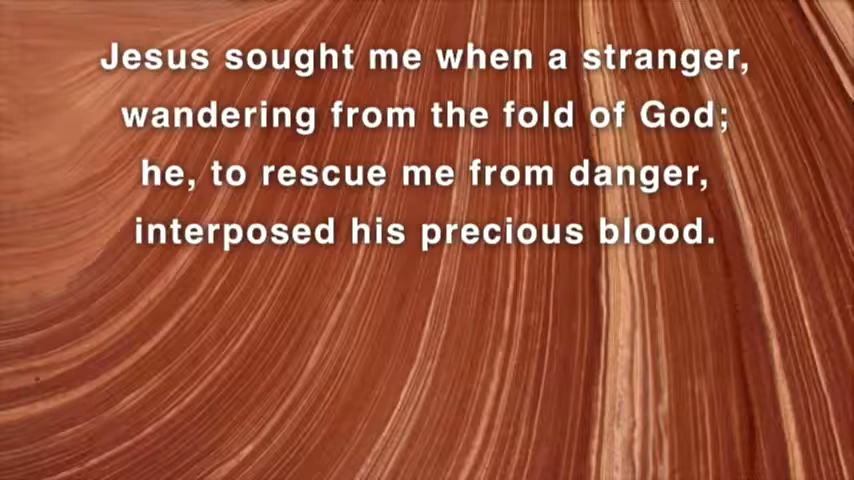 Jesus sought me when a stranger,
wandering from the fold of God;
he, to rescue me from danger,
interposed his precious blood.